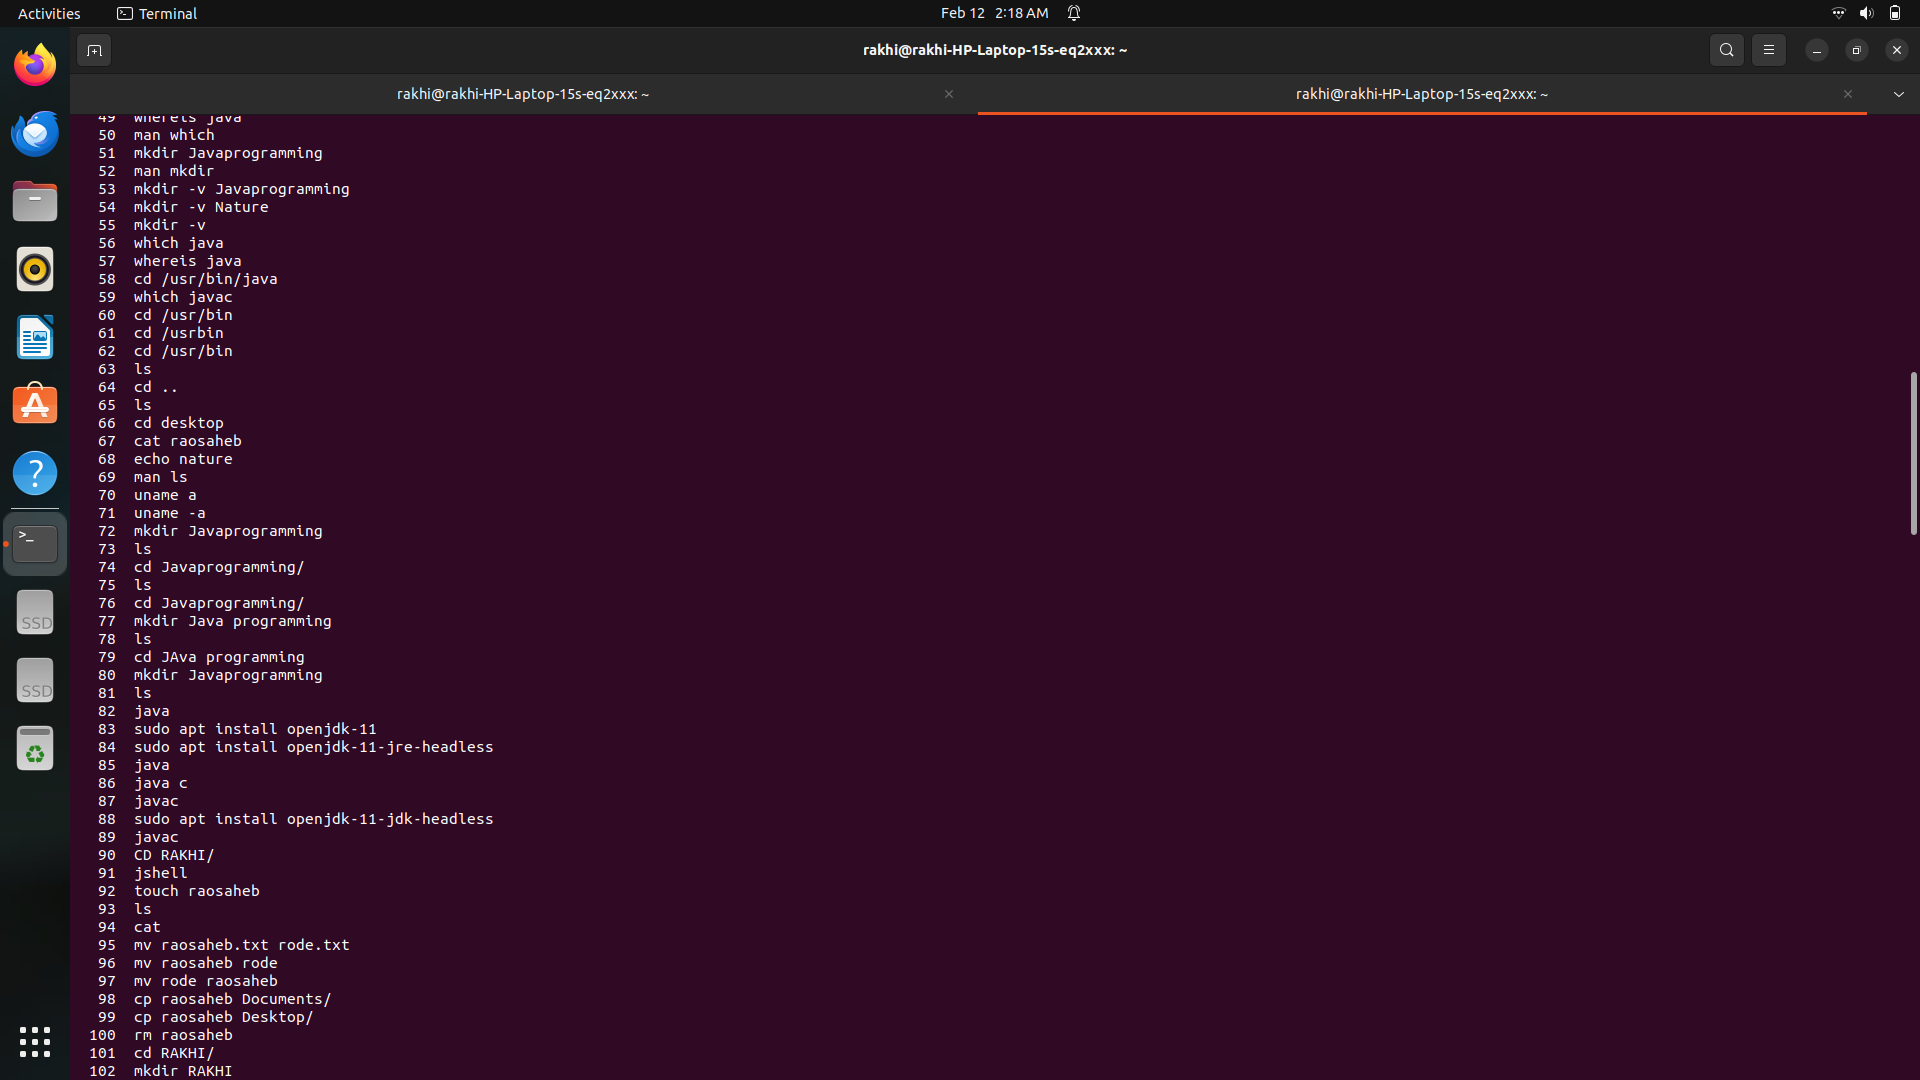 Activities Terminal Feb 12 2:18 AM
rakhi@rakhi-HP-Laptop-15s-eq2xxx: ~
rakhi@rakhi-HP-Laptop-15s-eq2xxx: ~ rakhi@rakhi-HP-Laptop-15s-eq2xxx: ~
49 whereis java
50 man which
51 mkdir Javaprogramming
52 man mkdir
53 mkdir -v Javaprogramming
54 mkdir -v Nature
55 mkdir -v
56 which java
57 whereis java
58 cd /usr/bin/java
59 which javac
60 cd /usr/bin
61 cd /usrbin
62 cd /usr/bin
63 ls
64 cd ..
65 ls
66 cd desktop
67 cat raosaheb
68 echo nature
69 man ls
70 uname a
71 uname -a
72 mkdir Javaprogramming
73 ls
74 cd Javaprogramming/
75 ls
76 cd Javaprogramming/
77 mkdir Java programming
78 ls
79 cd JAva programming
80 mkdir Javaprogramming
81 ls
82 java
83 sudo apt install openjdk-11
84 sudo apt install openjdk-11-jre-headless
85 java
86 java c
87 javac
88 sudo apt install openjdk-11-jdk-headless
89 javac
90 CD RAKHI/
91 jshell
92 touch raosaheb
93 ls
94 cat
95 mv raosaheb.txt rode.txt
96 mv raosaheb rode
97 mv rode raosaheb
98 cp raosaheb Documents/
99 cp raosaheb Desktop/
100 rm raosaheb
101 cd RAKHI/
102 mkdir RAKHI
SSD
SSD